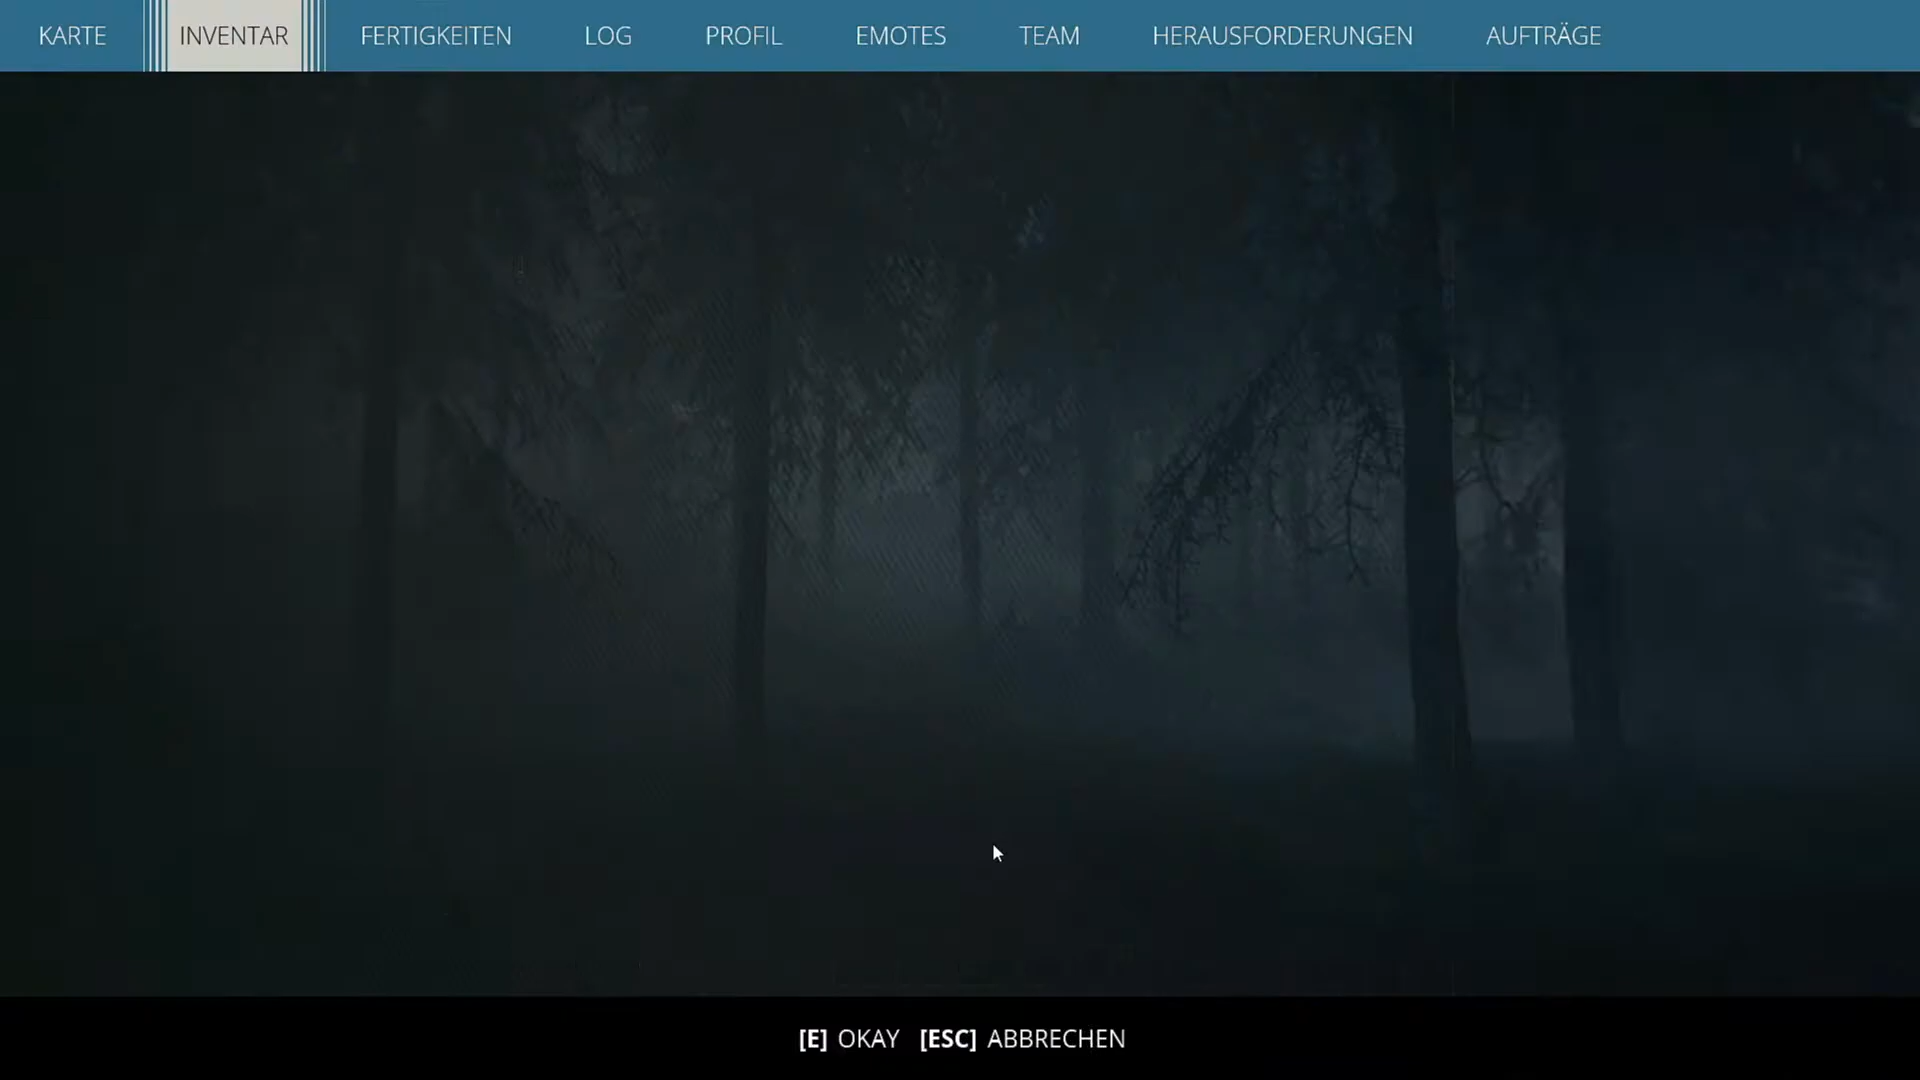 KARTE INVENTAR FERTIGKEITEN LOG PROFIL EMOTES TEAM HERAUSFORDERUNGEN AUFTRÄGE
[E] OKAY [ESC] ABBRECHEN